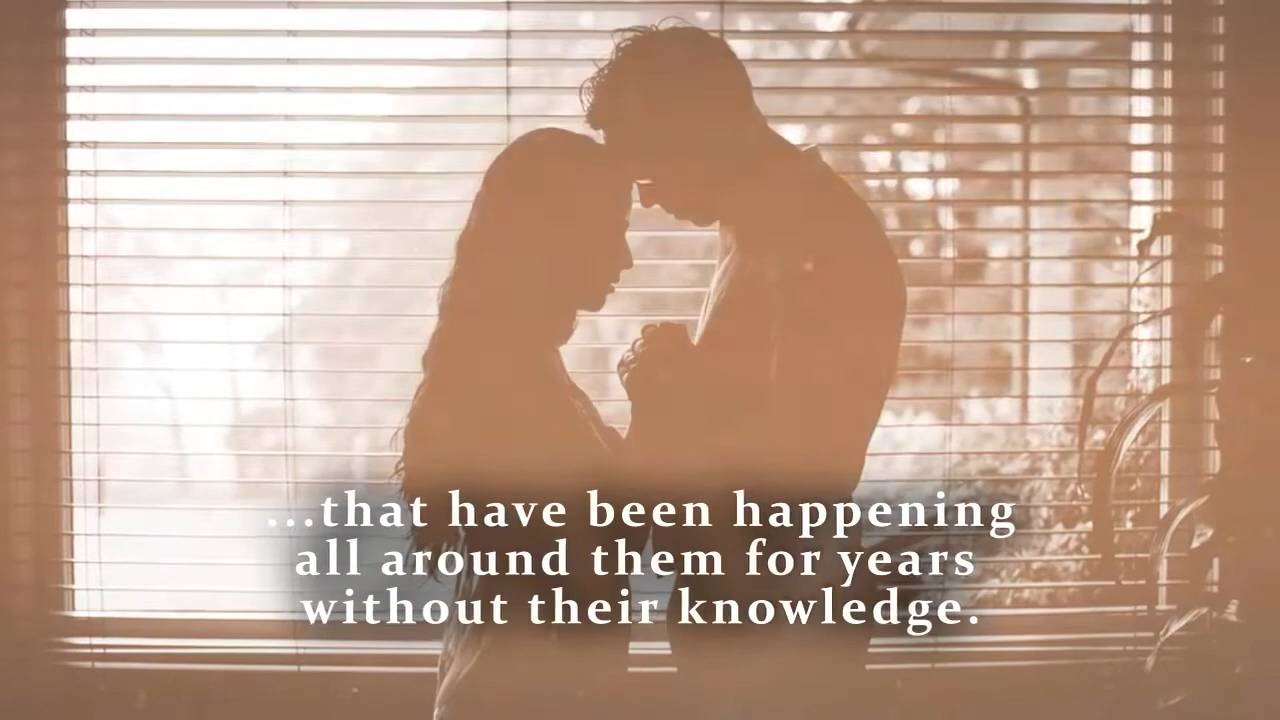 ...that have been happening
all around them for years
without their knowledge.